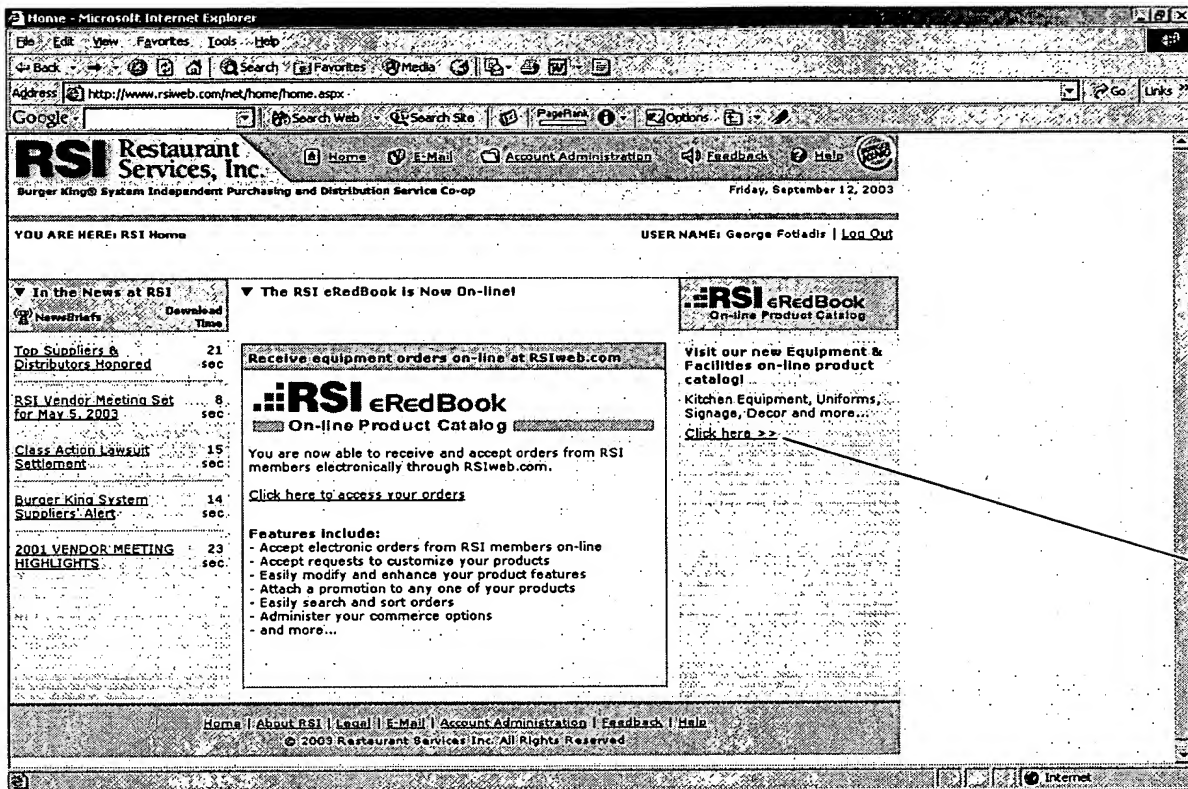 Home - Microsoft Internet Explorer
File Edit View Favorites Tools Help
Back Search Favorites Media
Address http://www.rsiweb.com/net/home/home.aspx Go Links »
Google Search Web Search Site PageRank Options
RSI Restaurant Services, Inc.
Home E-Mail Account Administration Feedback Help
Burger King® System Independent Purchasing and Distribution Service Co-op
Friday, September 12, 2003
YOU ARE HERE: RSI Home
USER NAME: George Fotiadis | Log Out
▼ In the News at RSI
NewsBriefs Download Time
Top Suppliers & Distributors Honored 21 sec
RSI Vendor Meeting Set for May 5, 2003 8 sec
Class Action Lawsuit Settlement 15 sec
Burger King System Suppliers' Alert 14 sec
2001 VENDOR MEETING HIGHLIGHTS 23 sec
▼ The RSI eRedBook is Now On-line!
Receive equipment orders on-line at RSIweb.com
RSI eRedBook
On-line Product Catalog
You are now able to receive and accept orders from RSI
members electronically through RSIweb.com.
Click here to access your orders
Features include:
- Accept electronic orders from RSI members on-line
- Accept requests to customize your products
- Easily modify and enhance your product features
- Attach a promotion to any one of your products
- Easily search and sort orders
- Administer your commerce options
- and more...
RSI eRedBook
On-line Product Catalog
Visit our new Equipment &
Facilities on-line product
catalog!
Kitchen Equipment, Uniforms,
Signage, Decor and more...
Click here >>
Home | About RSI | Legal | E-Mail | Account Administration | Feedback | Help
© 2003 Restaurant Services Inc. All Rights Reserved
Internet